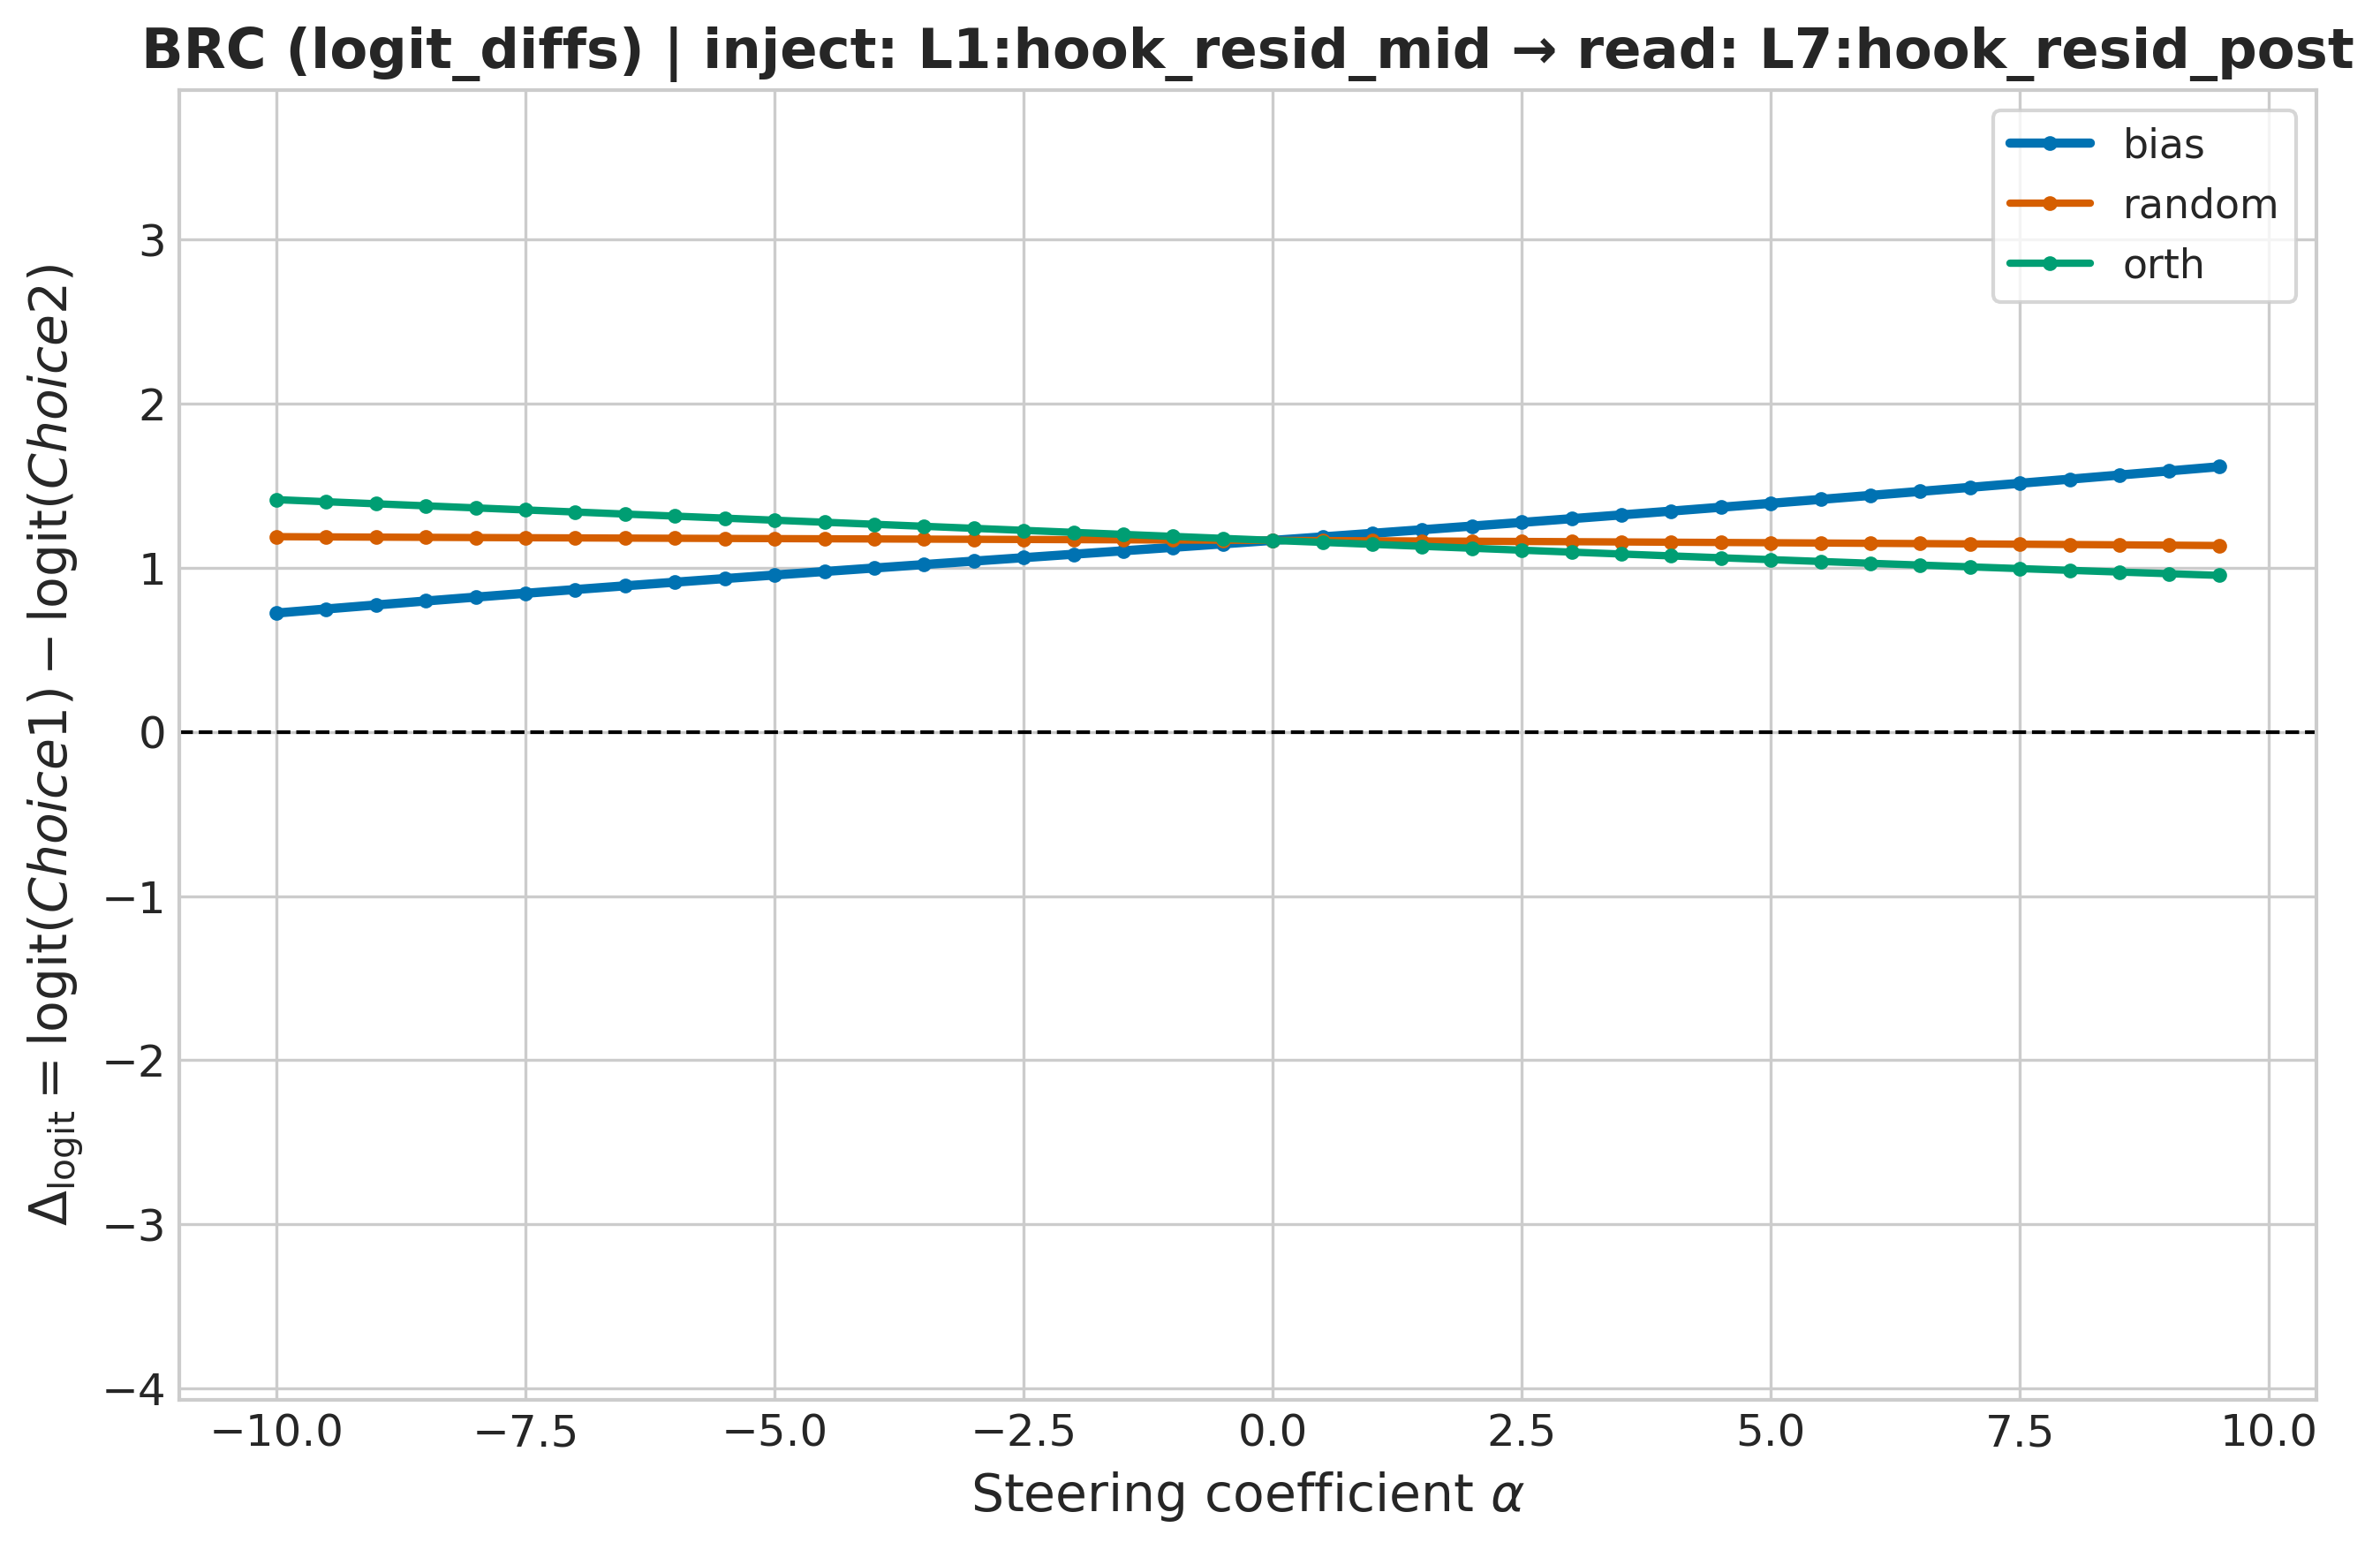 BRC (logit_diffs) | inject: L1:hook_resid_mid → read: L7:hook_resid_post
bias
random
orth
Δlogit = logit(Choice1) − logit(Choice2)
3
2
1
0
−1
−2
−3
−4
−10.0 −7.5 −5.0 −2.5 0.0 2.5 5.0 7.5 10.0
Steering coefficient α